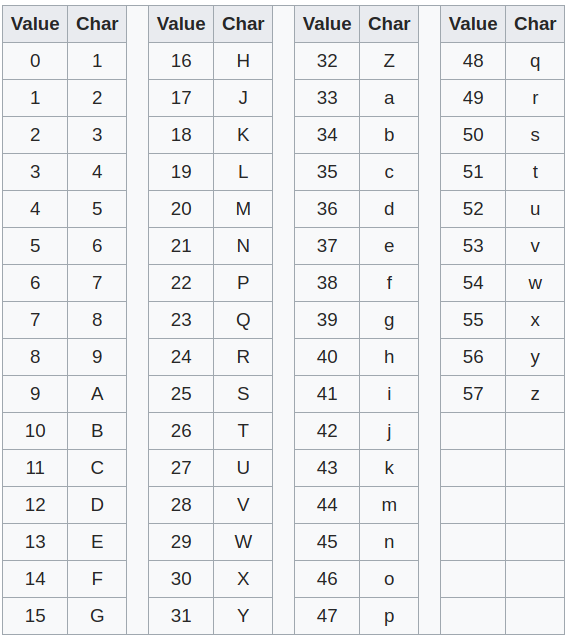 Value Char Value Char Value Char Value Char
0 1 16 H 32 Z 48 q
1 2 17 J 33 a 49 r
2 3 18 K 34 b 50 s
3 4 19 L 35 c 51 t
4 5 20 M 36 d 52 u
5 6 21 N 37 e 53 v
6 7 22 P 38 f 54 w
7 8 23 Q 39 g 55 x
8 9 24 R 40 h 56 y
9 A 25 S 41 i 57 z
10 B 26 T 42 j
11 C 27 U 43 k
12 D 28 V 44 m
13 E 29 W 45 n
14 F 30 X 46 o
15 G 31 Y 47 p